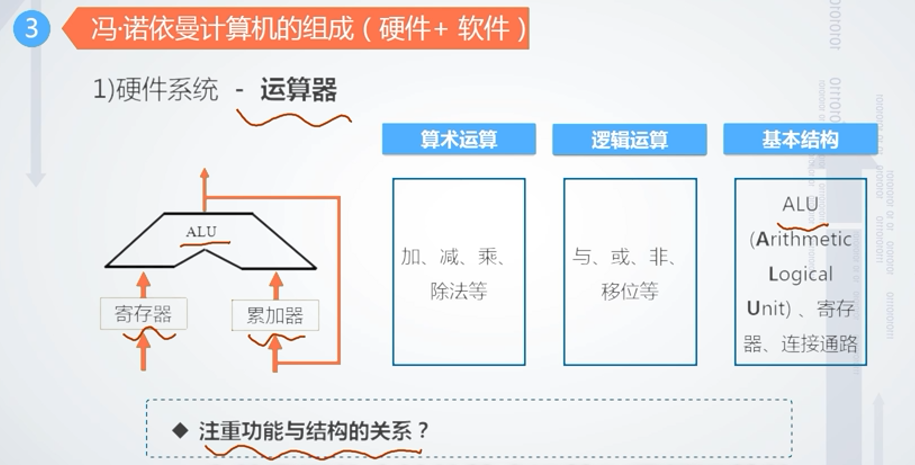 3
冯·诺依曼计算机的组成（硬件+ 软件）
1)硬件系统 - 运算器
算术运算
逻辑运算
基本结构
ALU
寄存器
累加器
加、减、乘、
除法等
与、或、非、
移位等
ALU
(Arithmetic
Logical
Unit) 、寄存
器、连接通路
◆ 注重功能与结构的关系？